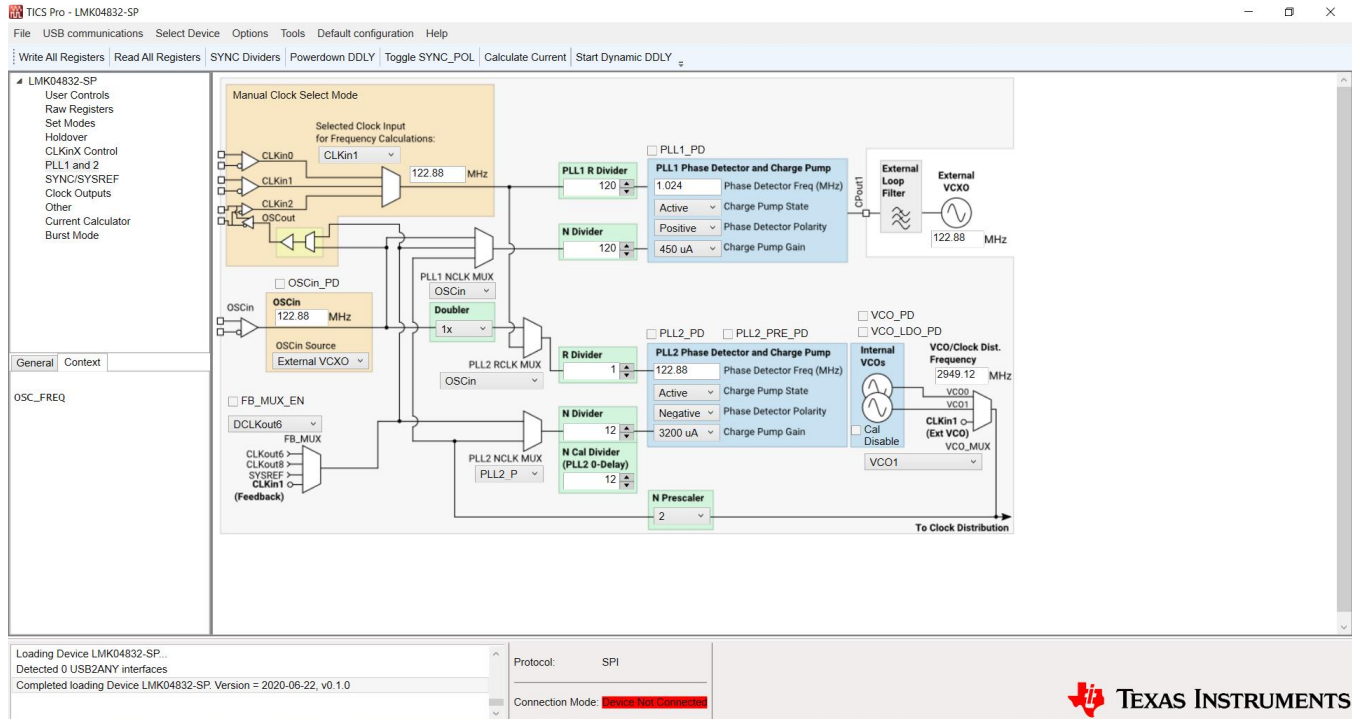 TICS Pro - LMK04832-SP
File USB communications Select Device Options Tools Default configuration Help
Write All Registers Read All Registers SYNC Dividers Powerdown DDLY Toggle SYNC_POL Calculate Current Start Dynamic DDLY
LMK04832-SP
User Controls
Raw Registers
Set Modes
Holdover
CLKinX Control
PLL1 and 2
SYNC/SYSREF
Clock Outputs
Other
Current Calculator
Burst Mode
General Context
OSC_FREQ
Manual Clock Select Mode
Selected Clock Input
for Frequency Calculations:
CLKin1
CLKin0
CLKin1
CLKin2
OSCout
122.88 MHz
PLL1 R Divider
120
N Divider
120
PLL1_PD
PLL1 Phase Detector and Charge Pump
1.024 Phase Detector Freq (MHz)
Active Charge Pump State
Positive Phase Detector Polarity
450 uA Charge Pump Gain
CPout1
External
Loop
Filter
External
VCXO
122.88 MHz
PLL1 NCLK MUX
OSCin
OSCin_PD
OSCin
OSCin
122.88 MHz
OSCin Source
External VCXO
Doubler
1x
PLL2 RCLK MUX
OSCin
R Divider
1
PLL2_PD PLL2_PRE_PD
PLL2 Phase Detector and Charge Pump
122.88 Phase Detector Freq (MHz)
Active Charge Pump State
Negative Phase Detector Polarity
3200 uA Charge Pump Gain
VCO_PD
VCO_LDO_PD
Internal
VCOs
Cal
Disable
VCO/Clock Dist.
Frequency
2949.12 MHz
VCO0
VCO1
CLKin1
(Ext VCO)
VCO_MUX
VCO1
FB_MUX_EN
DCLKout6
FB_MUX
CLKout6
CLKout8
SYSREF
CLKin1
(Feedback)
PLL2 NCLK MUX
PLL2_P
N Divider
12
N Cal Divider
(PLL2 0-Delay)
12
N Prescaler
2
To Clock Distribution
Loading Device LMK04832-SP...
Detected 0 USB2ANY interfaces
Completed loading Device LMK04832-SP. Version = 2020-06-22, v0.1.0
Protocol: SPI
Connection Mode: Device Not Connected
TEXAS INSTRUMENTS